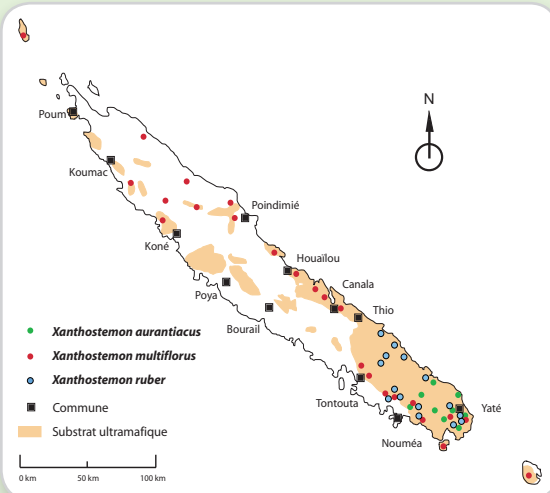 N
Poum
Koumac
Poindimié
Koné
Houaïlou
Canala
Poya
Thio
Bourail
Xanthostemon aurantiacus
Xanthostemon multiflorus
Xanthostemon ruber
Tontouta
Commune
Yaté
Substrat ultramafique
Nouméa
0 km 50 km 100 km